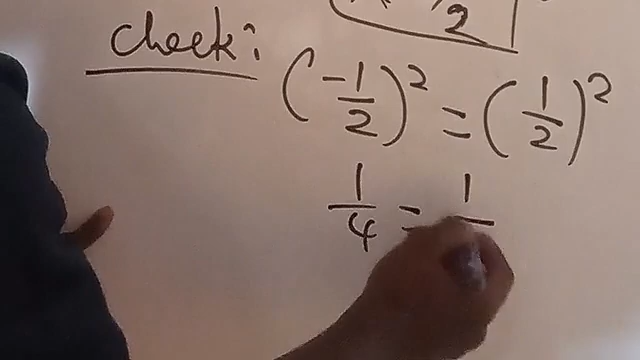 2
Check:
(-1/2)² = (1/2)²
1/4 = 1/